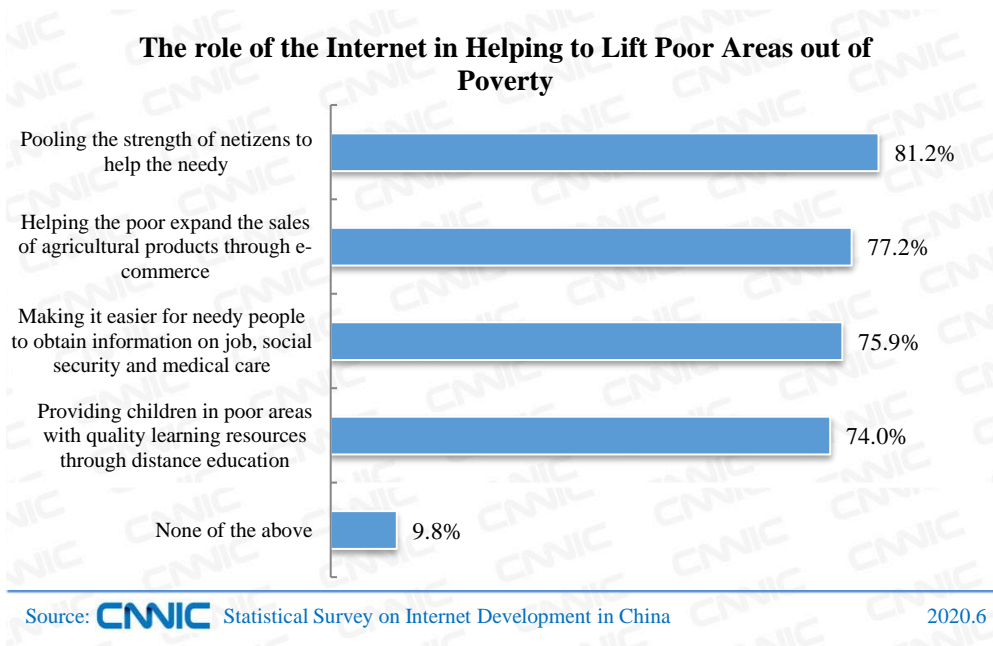 The role of the Internet in Helping to Lift Poor Areas out of
Poverty
Pooling the strength of netizens to
help the needy
81.2%
Helping the poor expand the sales
of agricultural products through e-
commerce
77.2%
Making it easier for needy people
to obtain information on job, social
security and medical care
75.9%
Providing children in poor areas
with quality learning resources
through distance education
74.0%
None of the above
9.8%
Source: CNNIC Statistical Survey on Internet Development in China 2020.6